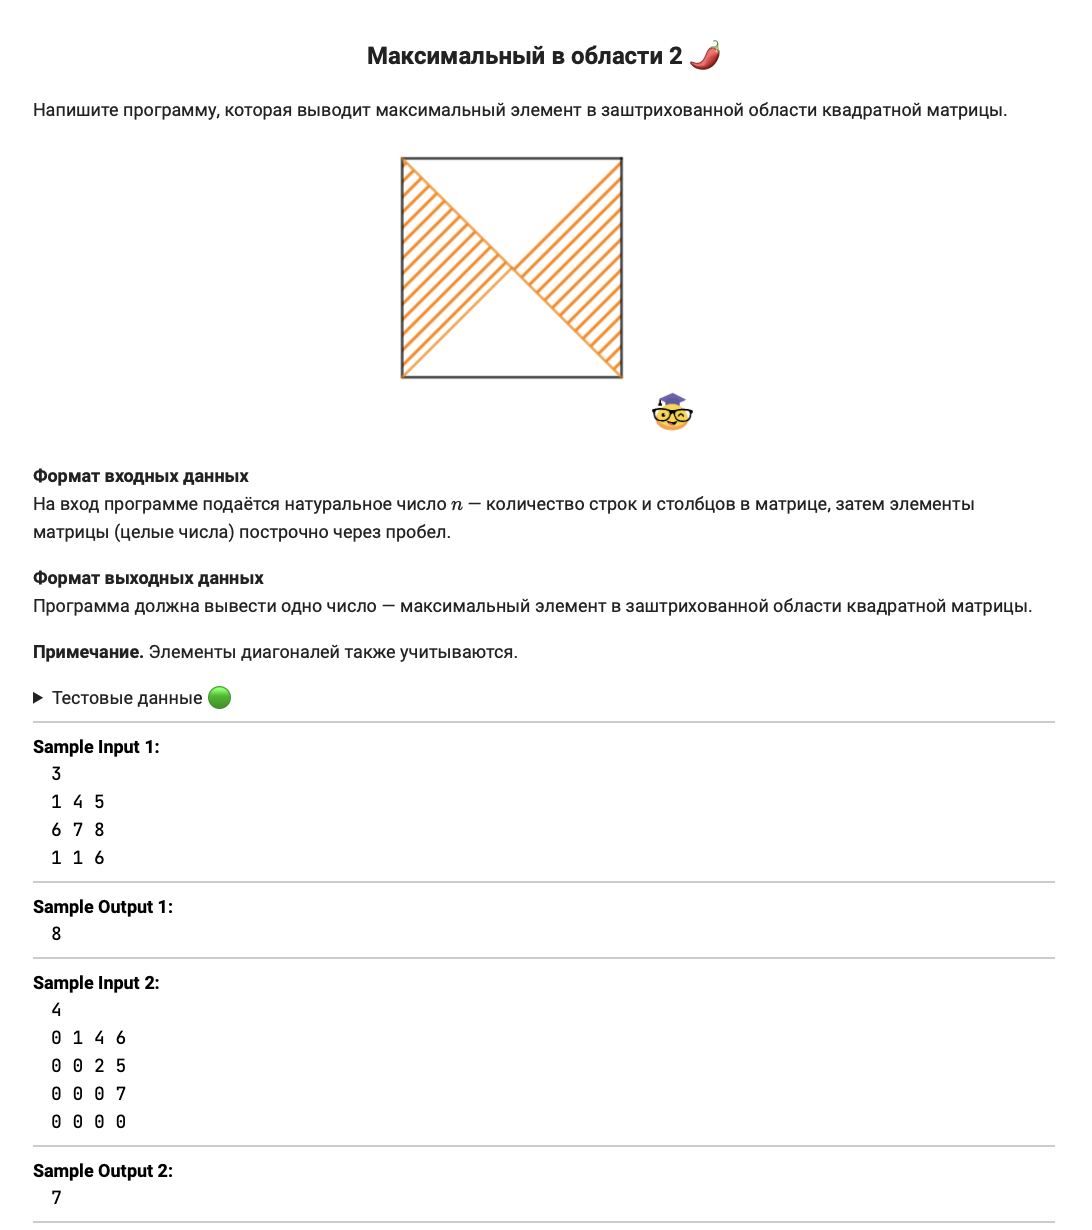 Максимальный в области 2 🌶️
Напишите программу, которая выводит максимальный элемент в заштрихованной области квадратной матрицы.
Формат входных данных
На вход программе подаётся натуральное число n — количество строк и столбцов в матрице, затем элементы
матрицы (целые числа) построчно через пробел.
Формат выходных данных
Программа должна вывести одно число — максимальный элемент в заштрихованной области квадратной матрицы.
Примечание. Элементы диагоналей также учитываются.
▶ Тестовые данные 🟢
Sample Input 1:
3
1 4 5
6 7 8
1 1 6
Sample Output 1:
8
Sample Input 2:
4
0 1 4 6
0 0 2 5
0 0 0 7
0 0 0 0
Sample Output 2:
7